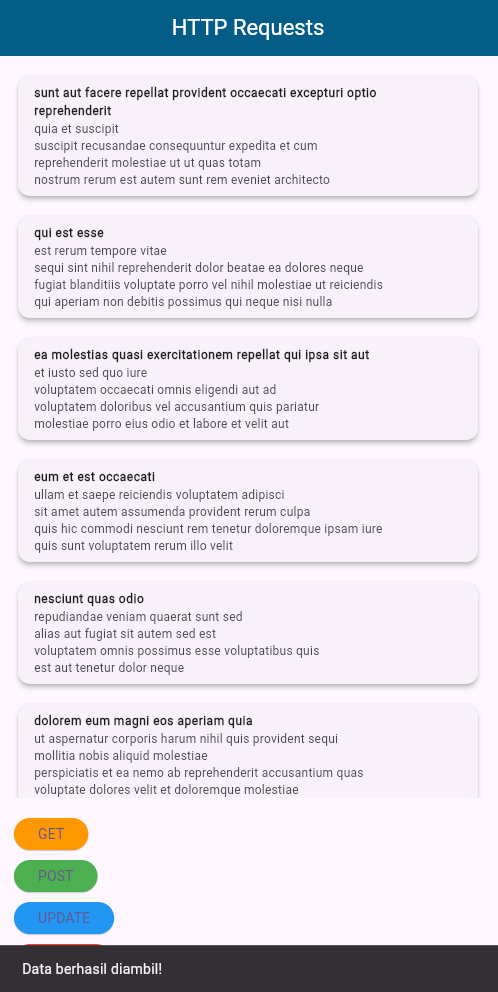 HTTP Requests
sunt aut facere repellat provident occaecati excepturi optio
reprehenderit
quia et suscipit
suscipit recusandae consequuntur expedita et cum
reprehenderit molestiae ut ut quas totam
nostrum rerum est autem sunt rem eveniet architecto
qui est esse
est rerum tempore vitae
sequi sint nihil reprehenderit dolor beatae ea dolores neque
fugiat blanditiis voluptate porro vel nihil molestiae ut reiciendis
qui aperiam non debitis possimus qui neque nisi nulla
ea molestias quasi exercitationem repellat qui ipsa sit aut
et iusto sed quo iure
voluptatem occaecati omnis eligendi aut ad
voluptatem doloribus vel accusantium quis pariatur
molestiae porro eius odio et labore et velit aut
eum et est occaecati
ullam et saepe reiciendis voluptatem adipisci
sit amet autem assumenda provident rerum culpa
quis hic commodi nesciunt rem tenetur doloremque ipsam iure
quis sunt voluptatem rerum illo velit
nesciunt quas odio
repudiandae veniam quaerat sunt sed
alias aut fugiat sit autem sed est
voluptatem omnis possimus esse voluptatibus quis
est aut tenetur dolor neque
dolorem eum magni eos aperiam quia
ut aspernatur corporis harum nihil quis provident sequi
mollitia nobis aliquid molestiae
perspiciatis et ea nemo ab reprehenderit accusantium quas
voluptate dolores velit et doloremque molestiae
GET
POST
UPDATE
Data berhasil diambil!